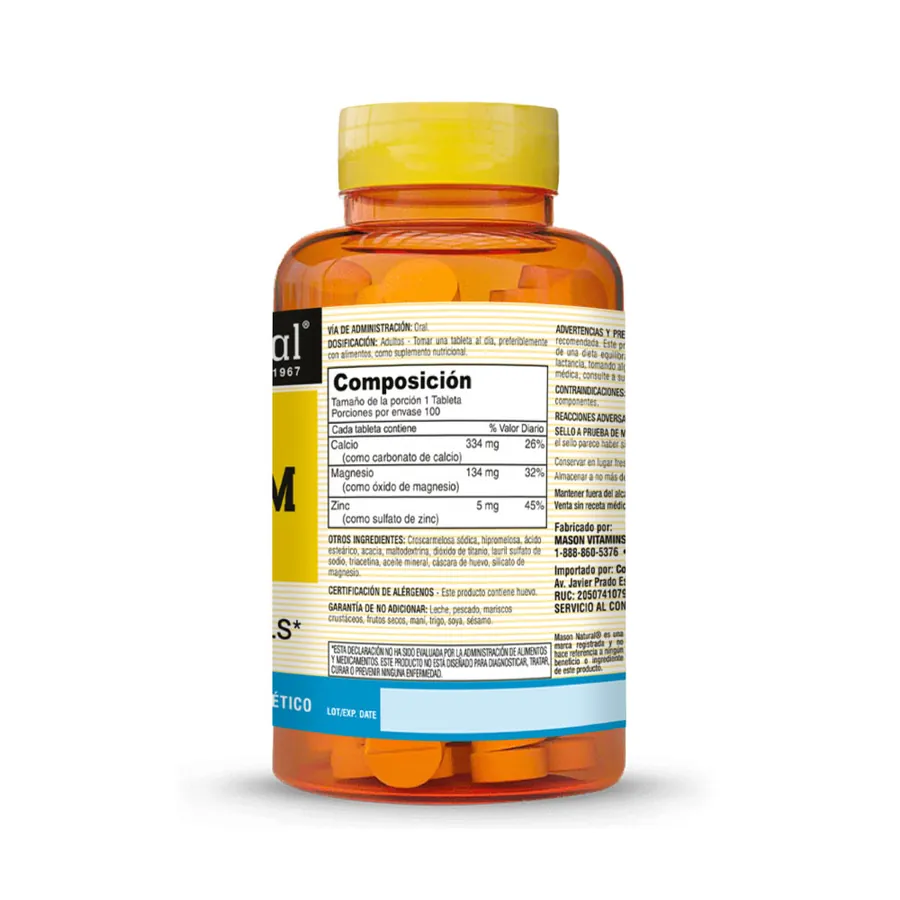 al®
1967
M
LS*
ÉTICO
VÍA DE ADMINISTRACIÓN: Oral.
DOSIFICACIÓN: Adultos - Tomar una tableta al día, preferiblemente
con alimentos, como suplemento nutricional.
Composición
Tamaño de la porción 1 Tableta
Porciones por envase 100
Cada tableta contiene % Valor Diario
Calcio 334 mg 26%
(como carbonato de calcio)
Magnesio 134 mg 32%
(como óxido de magnesio)
Zinc 5 mg 45%
(como sulfato de zinc)
OTROS INGREDIENTES: Croscarmelosa sódica, hipromelosa, ácido
esteárico, acacia, maltodextrina, dióxido de titanio, lauril sulfato de
sodio, triacetina, aceite mineral, cáscara de huevo, silicato de
magnesio.
CERTIFICACIÓN DE ALÉRGENOS - Este producto contiene huevo.
GARANTÍA DE NO ADICIONAR: Leche, pescado, mariscos
crustáceos, frutos secos, maní, trigo, soya, sésamo.
*ESTA DECLARACIÓN NO HA SIDO EVALUADA POR LA ADMINISTRACIÓN DE ALIMENTOS
Y MEDICAMENTOS. ESTE PRODUCTO NO ESTÁ DISEÑADO PARA DIAGNOSTICAR, TRATAR,
CURAR O PREVENIR NINGUNA ENFERMEDAD.
LOT/EXP. DATE
ADVERTENCIAS Y PRE
recomendada. Este pr
de una dieta equilibr
lactancia, tomando al
médica, consulte a su
CONTRAINDICACIONES:
componentes.
REACCIONES ADVERSA
SELLO A PRUEBA DE M
el sello parece haber s
Conservar en lugar fres
Almacenar a no más de
Mantener fuera del alca
Venta sin receta médic
Fabricado por:
MASON VITAMINS
1-888-860-5376 •
Importado por: Co
Av. Javier Prado Es
RUC: 2050741079
SERVICIO AL CON
Mason Natural® es una
marca registrada y no
hace referencia a ningún
beneficio o ingrediente
de este producto.